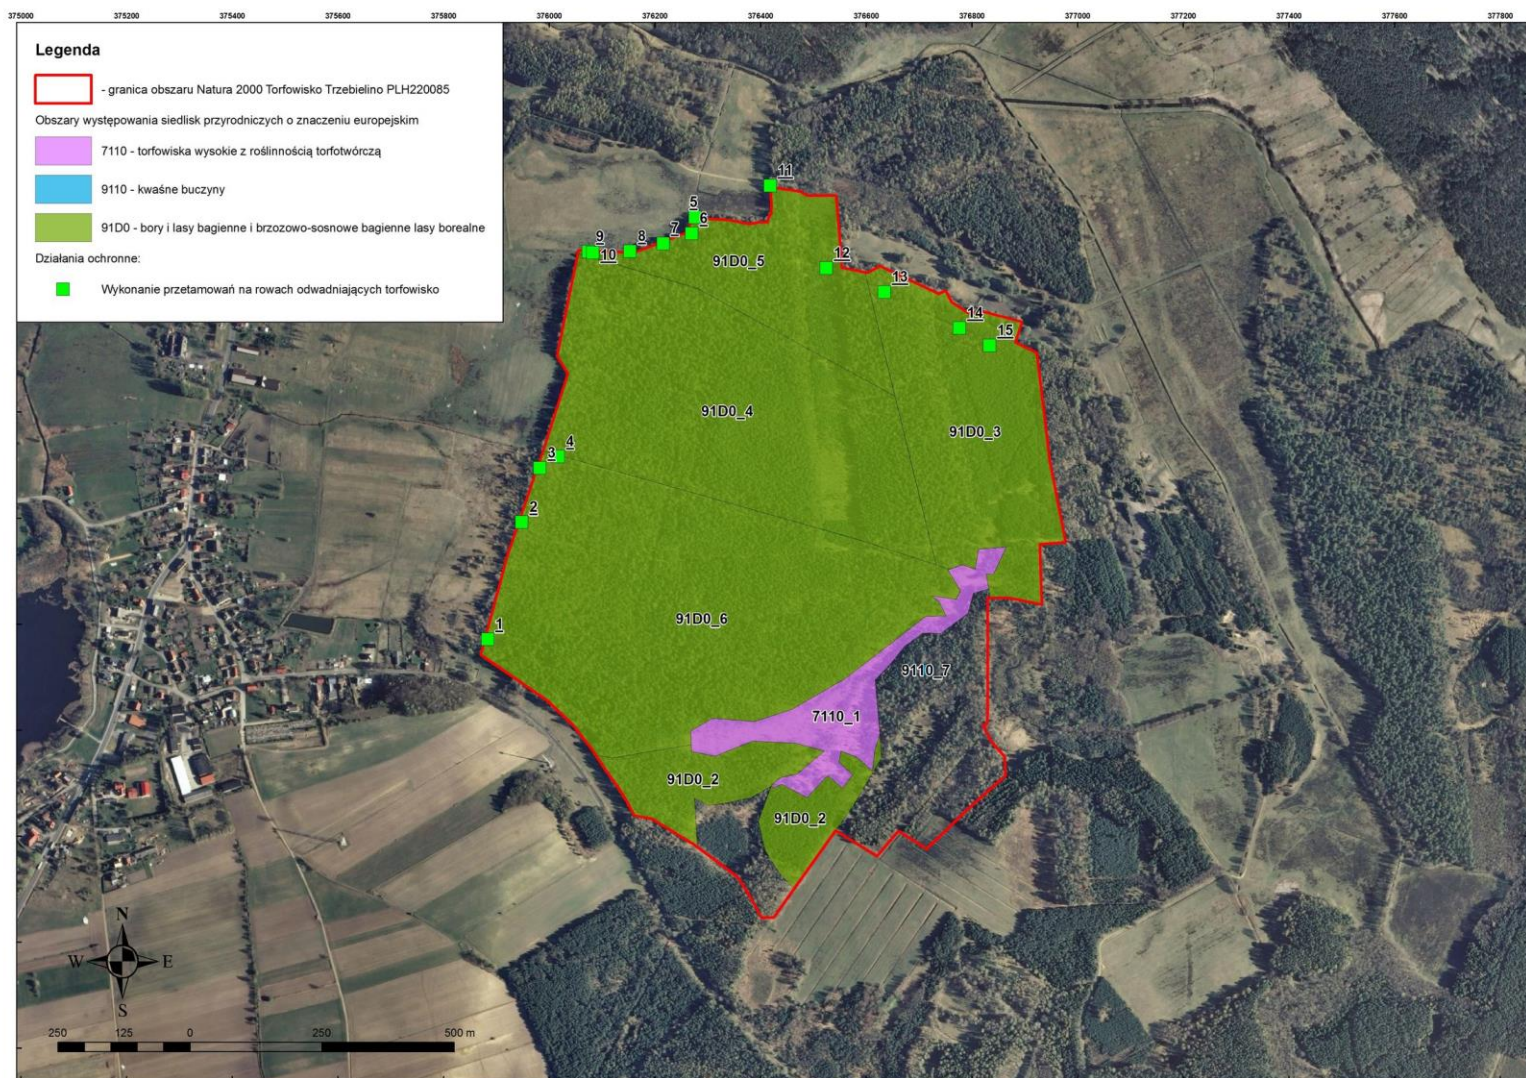 375000 375200 375400 375600 375800 376000 376200 376400 376600 376800 377000 377200 377400 377600 377800
Legenda
- granica obszaru Natura 2000 Torfowisko Trzebielino PLH220085
Obszary występowania siedlisk przyrodniczych o znaczeniu europejskim
7110 - torfowiska wysokie z roślinnością torfotwórczą
9110 - kwaśne buczyny
91D0 - bory i lasy bagienne i brzozowo-sosnowe bagienne lasy borealne
Działania ochronne:
Wykonanie przetamowań na rowach odwadniających torfowisko
11
5
6
7
8
9
10
91D0_5
12
13
14
15
91D0_4
91D0_3
4
3
2
1
91D0_6
9110_7
7110_1
91D0_2
91D0_2
N
W E
S
250 125 0 250 500 m